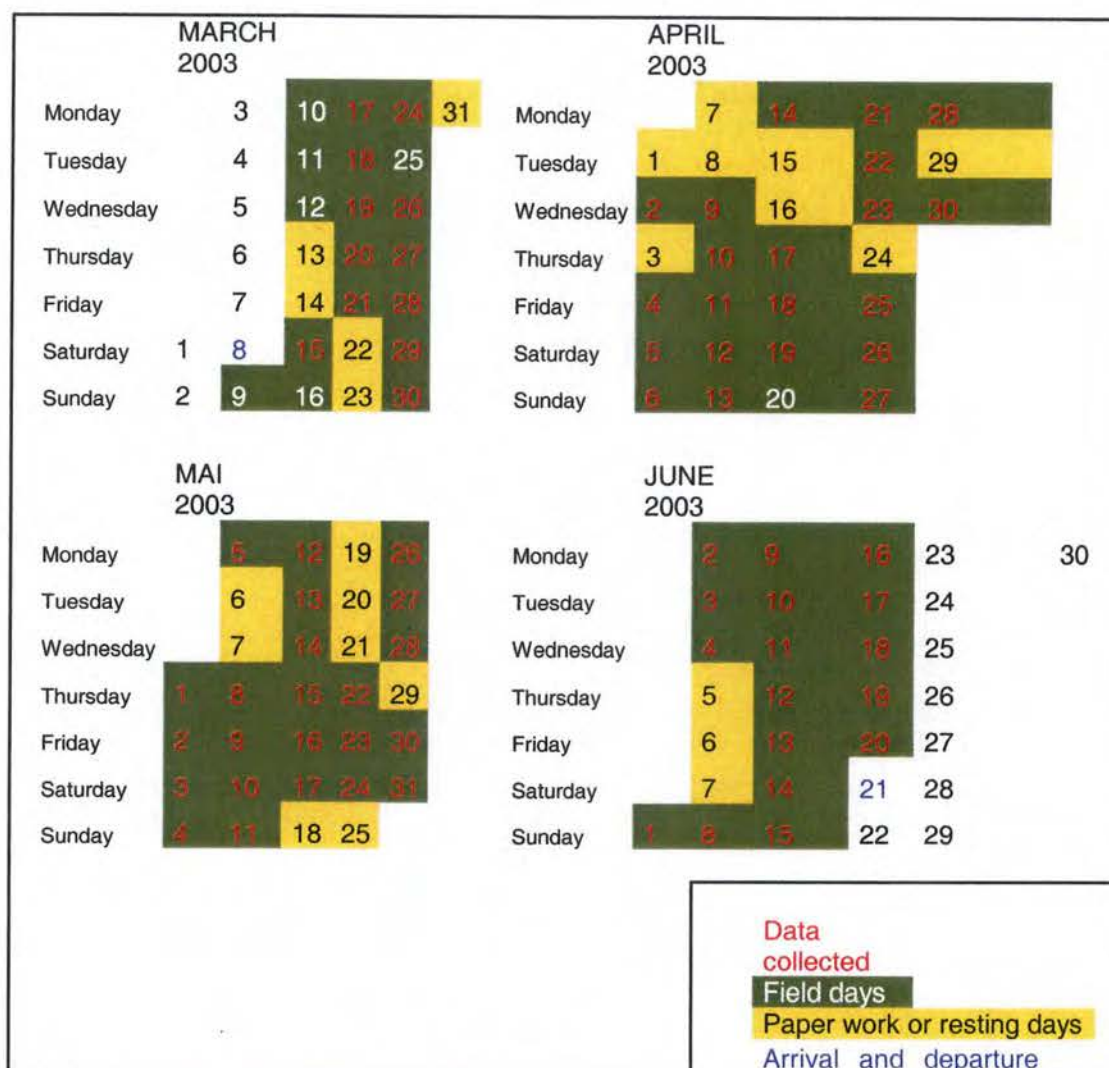 MARCH
2003
Monday 3 10 17 24 31
Tuesday 4 11 18 25
Wednesday 5 12 19 26
Thursday 6 13 20 27
Friday 7 14 21 28
Saturday 1 8 15 22 29
Sunday 2 9 16 23 30
APRIL
2003
Monday 7 14 21 28
Tuesday 1 8 15 22 29
Wednesday 2 9 16 23 30
Thursday 3 10 17 24
Friday 4 11 18 25
Saturday 5 12 19 26
Sunday 6 13 20 27
MAI
2003
Monday 5 12 19 26
Tuesday 6 13 20 27
Wednesday 7 14 21 28
Thursday 1 8 15 22 29
Friday 2 9 16 23 30
Saturday 3 10 17 24 31
Sunday 4 11 18 25
JUNE
2003
Monday 2 9 16 23 30
Tuesday 3 10 17 24
Wednesday 4 11 18 25
Thursday 5 12 19 26
Friday 6 13 20 27
Saturday 7 14 21 28
Sunday 1 8 15 22 29
Data
collected
Field days
Paper work or resting days
Arrival and departure